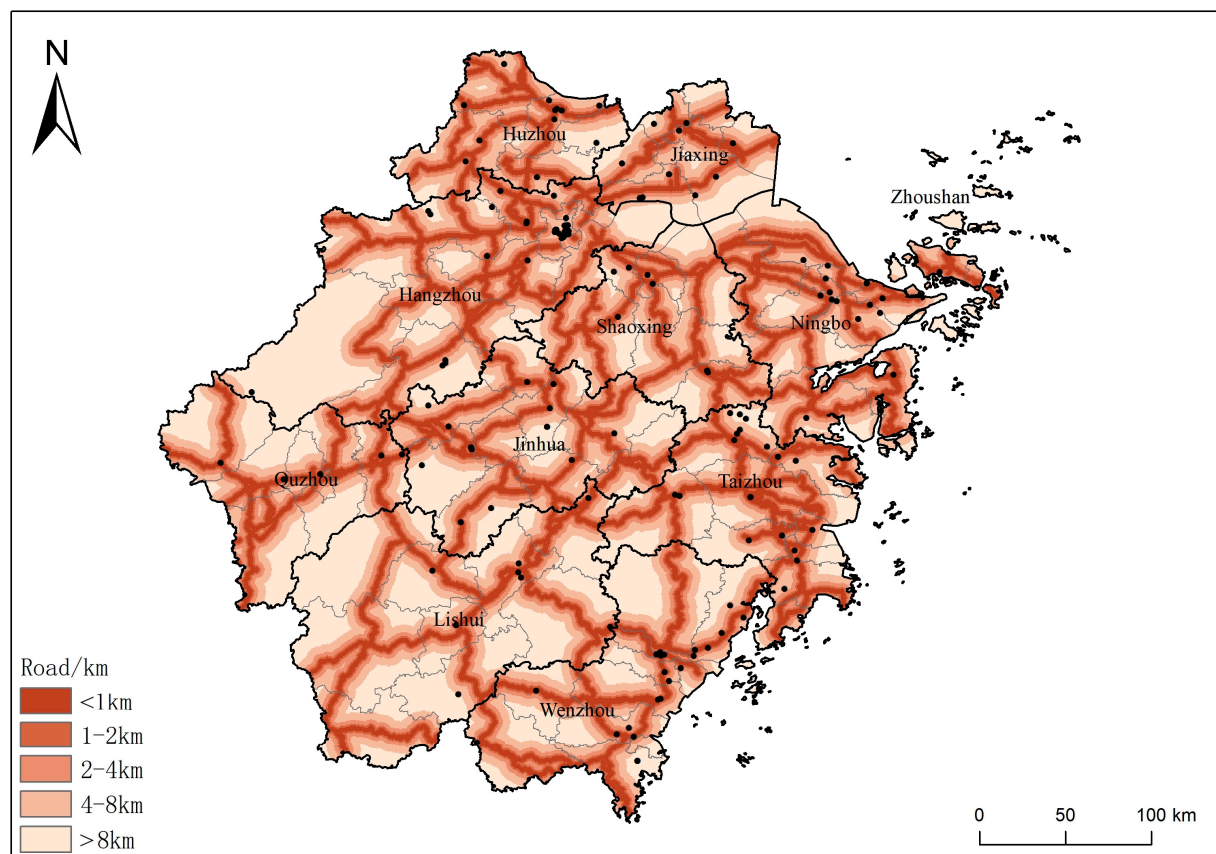 N
Huzhou
Jiaxing
Zhoushan
Hangzhou
Shaoxing
Ningbo
Jinhua
Quzhou
Taizhou
Lishui
Wenzhou
Road/km
<1km
1-2km
2-4km
4-8km
>8km
0 50 100 km